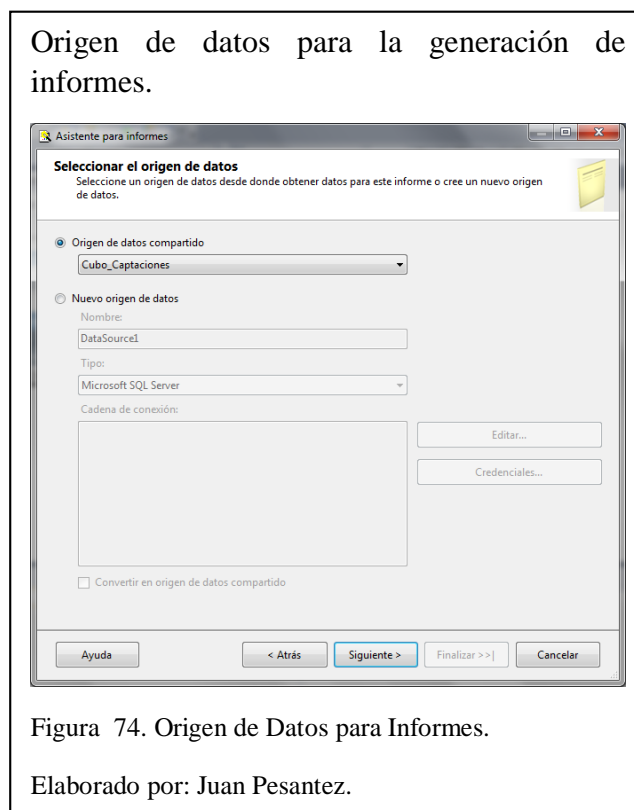 Origen de datos para la generación de
informes.
Asistente para informes
Seleccionar el origen de datos
Seleccione un origen de datos desde donde obtener datos para este informe o cree un nuevo origen
de datos.
Origen de datos compartido
Cubo_Captaciones
Nuevo origen de datos
Nombre:
DataSource1
Tipo:
Microsoft SQL Server
Cadena de conexión:
Editar...
Credenciales...
Convertir en origen de datos compartido
Ayuda
< Atrás
Siguiente >
Finalizar >>|
Cancelar
Figura 74. Origen de Datos para Informes.
Elaborado por: Juan Pesantez.